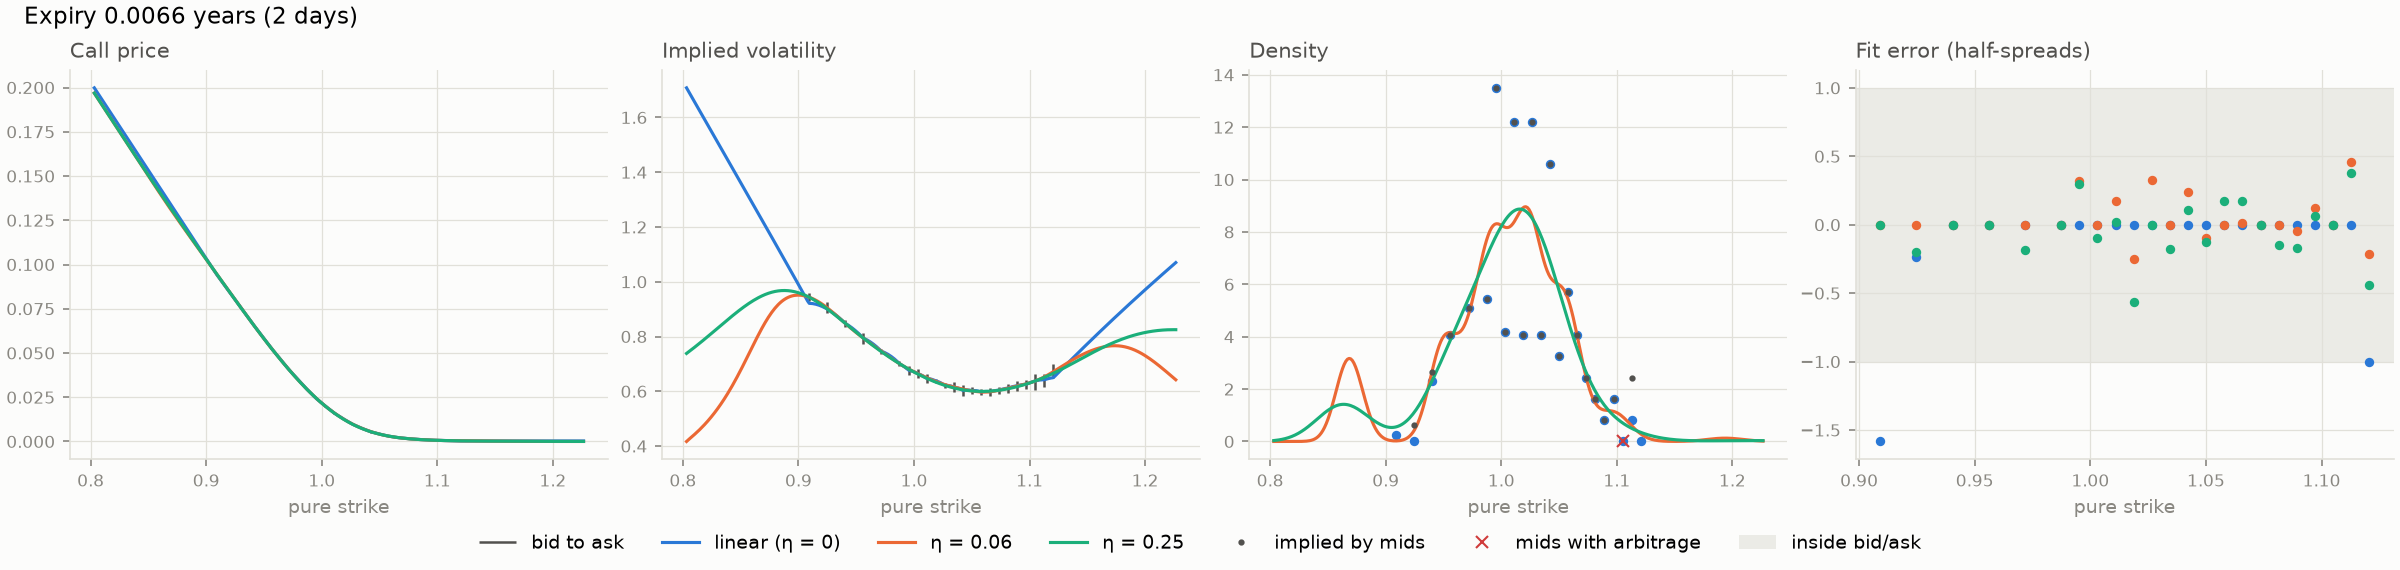 Expiry 0.0066 years (2 days)
Call price
0.200
0.175
0.150
0.125
0.100
0.075
0.050
0.025
0.000
0.8 0.9 1.0 1.1 1.2
pure strike
Implied volatility
1.6
1.4
1.2
1.0
0.8
0.6
0.4
0.8 0.9 1.0 1.1 1.2
pure strike
Density
14
12
10
8
6
4
2
0
0.8 0.9 1.0 1.1 1.2
pure strike
Fit error (half-spreads)
1.0
0.5
0.0
−0.5
−1.0
−1.5
0.90 0.95 1.00 1.05 1.10
pure strike
bid to ask linear (η = 0) η = 0.06 η = 0.25 implied by mids mids with arbitrage inside bid/ask